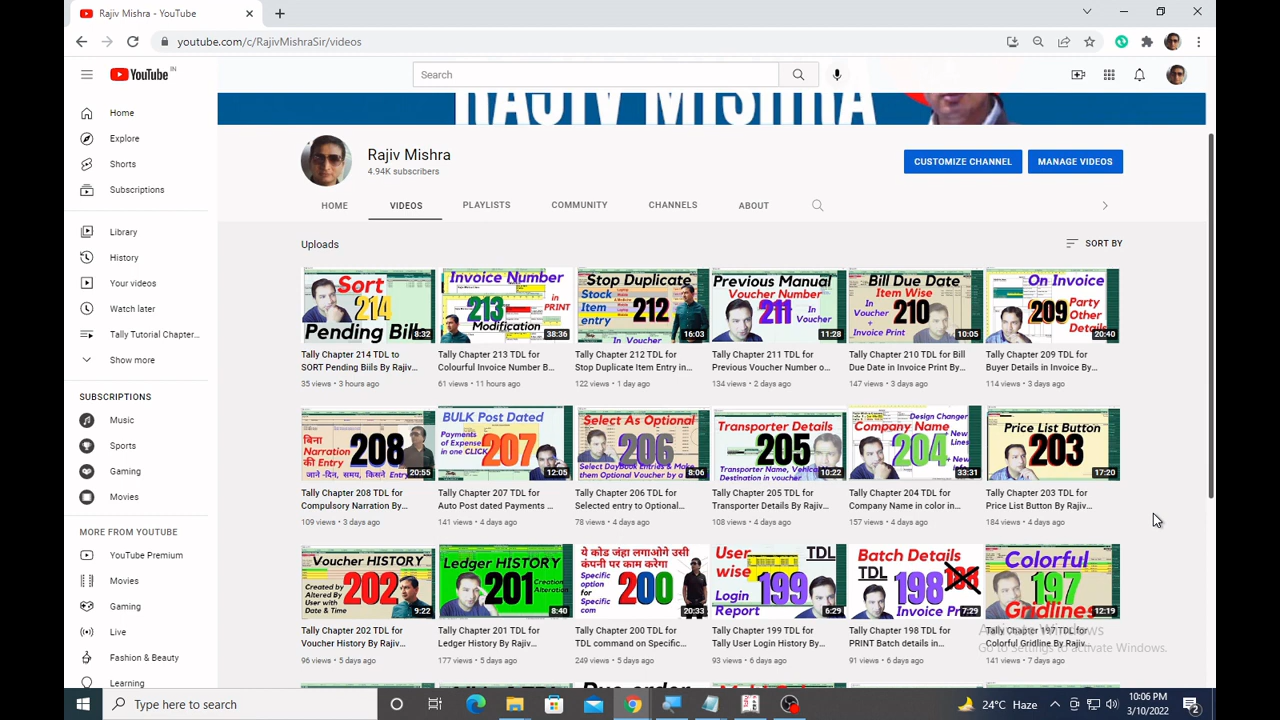 Rajiv Mishra - YouTube
youtube.com/c/RajivMishraSir/videos
YouTube IN
Search
RAJIV MISHRA
Home
Explore
Shorts
Subscriptions
Library
History
Your videos
Watch later
Tally Tutorial Chapter...
Show more
SUBSCRIPTIONS
Music
Sports
Gaming
Movies
MORE FROM YOUTUBE
YouTube Premium
Movies
Gaming
Live
Fashion & Beauty
Learning
Rajiv Mishra
4.94K subscribers
CUSTOMIZE CHANNEL
MANAGE VIDEOS
HOME
VIDEOS
PLAYLISTS
COMMUNITY
CHANNELS
ABOUT
Uploads
SORT BY
Sort
214
Pending Bill
8:32
Tally Chapter 214 TDL to
SORT Pending Biils By Rajiv...
35 views • 3 hours ago
Invoice Number
213
in
PRINT
Modification
38:36
Tally Chapter 213 TDL for
Colourful Invoice Number B...
61 views • 11 hours ago
Stop Duplicate
Stock
Item
entry
212
In Voucher
16:03
Tally Chapter 212 TDL for
Stop Duplicate Item Entry in...
122 views • 1 day ago
Previous Manual
Voucher Number
211
In
Voucher
11:28
Tally Chapter 211 TDL for
Previous Voucher Number o...
134 views • 2 days ago
Bill Due Date
Item Wise
210
In
Voucher
+
Invoice Print
10:05
Tally Chapter 210 TDL for Bill
Due Date in Invoice Print By...
147 views • 3 days ago
On Invoice
209
Party
Other
Details
20:40
Tally Chapter 209 TDL for
Buyer Details in Invoice By...
114 views • 3 days ago
बिना
Narration
की Entry
208
जाने -दिन, समय, किसने
20:55
Tally Chapter 208 TDL for
Compulsory Narration By...
109 views • 3 days ago
BULK Post Dated
Payments
of Expense
in one CLICK
207
12:05
Tally Chapter 207 TDL for
Auto Post dated Payments ...
141 views • 4 days ago
Select As Optional
206
Select DayBook Entries & Make
them Optional Voucher by a
8:06
Tally Chapter 206 TDL for
Selected entry to Optional...
78 views • 4 days ago
Transporter Details
205
Transporter Name, Vehicle
Destination in voucher
10:22
Tally Chapter 205 TDL for
Transporter Details By Rajiv...
108 views • 4 days ago
Design Changer
Company Name
204
New
Lines
+
New
33:31
Tally Chapter 204 TDL for
Company Name in color in...
157 views • 4 days ago
Price List Button
203
17:20
Tally Chapter 203 TDL for
Price List Button By Rajiv...
184 views • 4 days ago
Voucher HISTORY
202
Created by
Altered By
User with
Date & Time
9:22
Tally Chapter 202 TDL for
Voucher History By Rajiv...
96 views • 5 days ago
Ledger HISTORY
201
Creation
Alteration
8:40
Tally Chapter 201 TDL for
Ledger History By Rajiv...
177 views • 5 days ago
ये कोड जंहा लगाओगे उसी
कंपनी पर काम करेगा
Specific
option
for
Specific
com
200
20:33
Tally Chapter 200 TDL for
TDL command on Specific...
249 views • 5 days ago
User
wise
TDL
199
Login
Report
6:29
Tally Chapter 199 TDL for
Tally User Login History By...
93 views • 6 days ago
Batch Details
TDL
198
Invoice Pr
7:29
Tally Chapter 198 TDL for
PRINT Batch details in...
91 views • 6 days ago
Colorful
197
Gridlines
12:19
Tally Chapter 197 TDL for
Colorful Gridline By Rajiv...
141 views • 7 days ago
Activate Windows
Go to Settings to activate Windows.
Type here to search
24°C Haze
10:06 PM
3/10/2022
2